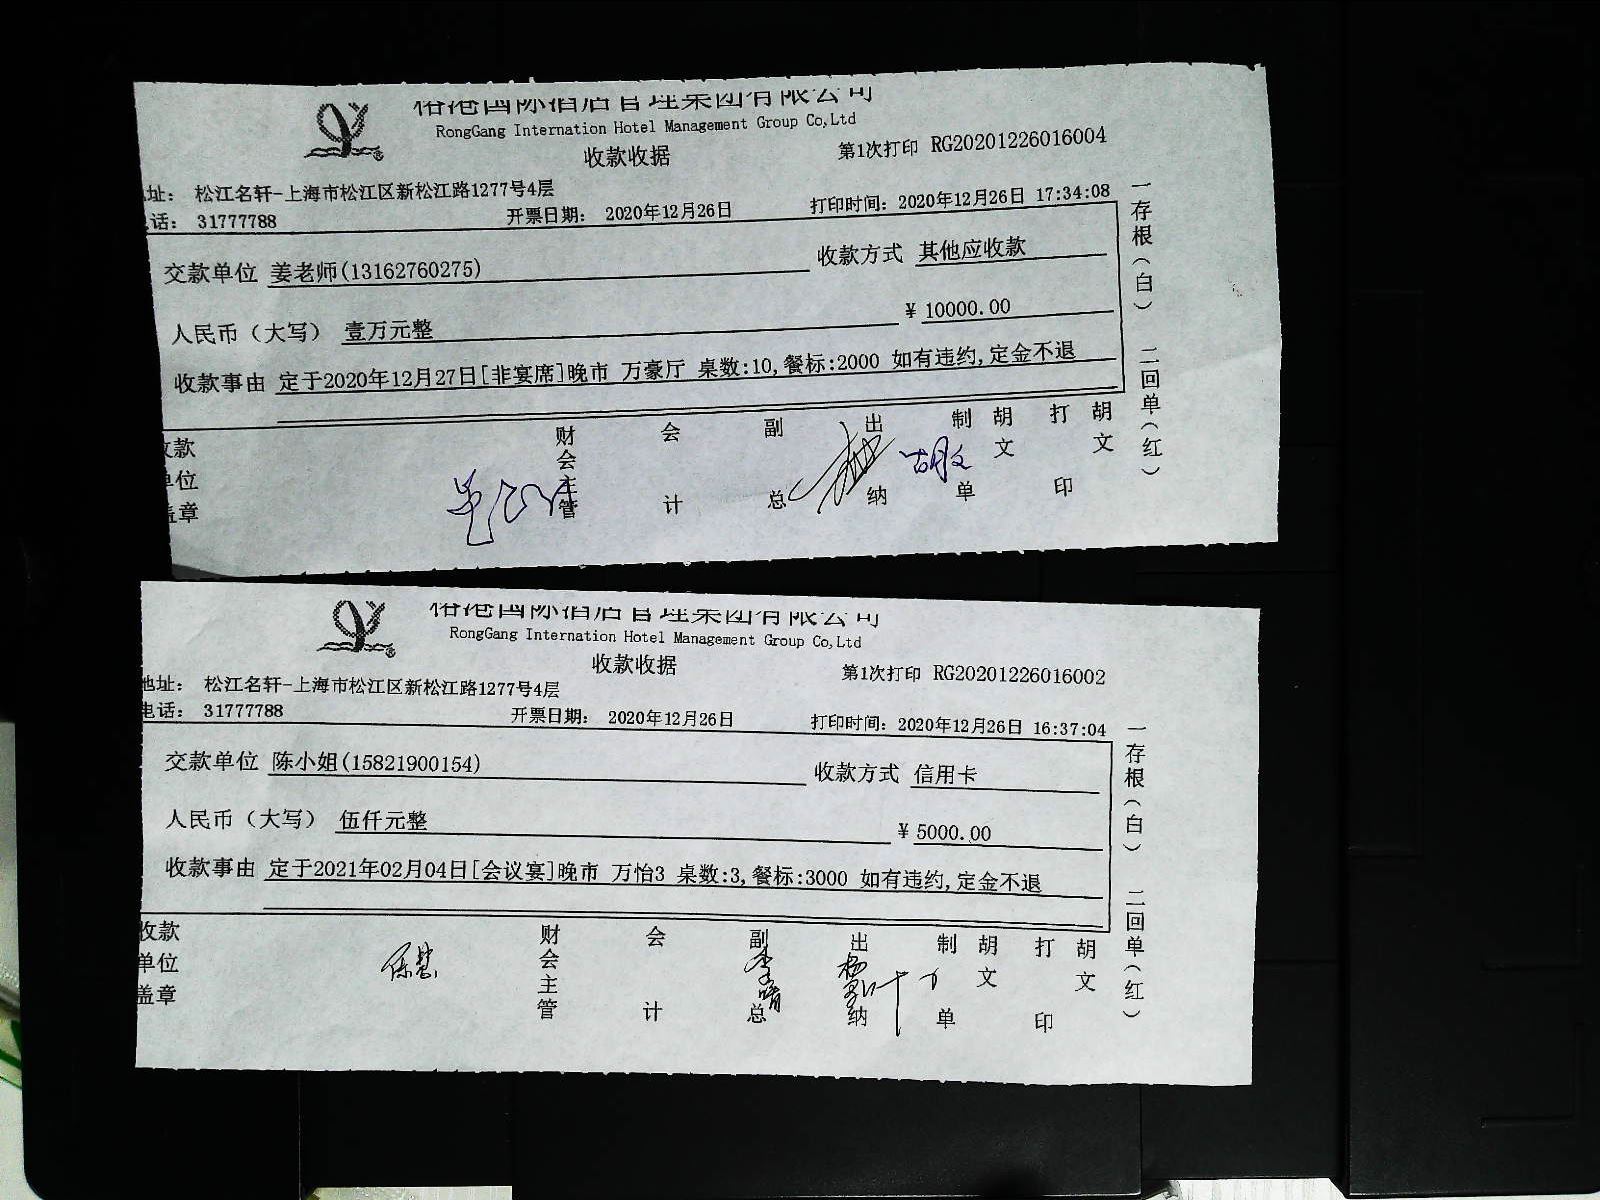 裕港国际酒店管理集团有限公司
RongGang Internation Hotel Management Group Co,Ltd
收款收据
第1次打印 RG20201226016004
址： 松江名轩-上海市松江区新松江路1277号4层
话： 31777788
开票日期： 2020年12月26日
打印时间：2020年12月26日 17:34:08
交款单位 姜老师(13162760275)
收款方式 其他应收款
人民币（大写） 壹万元整
¥ 10000.00
收款事由 定于2020年12月27日[非宴席]晚市 万豪厅 桌数:10,餐标:2000 如有违约,定金不退
一存根（白） 二回单（红）
收款单位盖章
财会主管
会计
副总
出纳
制单
胡文
打印
胡文
胡文
裕港国际酒店管理集团有限公司
RongGang Internation Hotel Management Group Co,Ltd
收款收据
第1次打印 RG20201226016002
地址： 松江名轩-上海市松江区新松江路1277号4层
电话： 31777788
开票日期： 2020年12月26日
打印时间：2020年12月26日 16:37:04
交款单位 陈小姐(15821900154)
收款方式 信用卡
人民币（大写） 伍仟元整
¥ 5000.00
收款事由 定于2021年02月04日[会议宴]晚市 万怡3 桌数:3,餐标:3000 如有违约,定金不退
一存根（白） 二回单（红）
收款单位盖章
财会主管
会计
副总
出纳
制单
胡文
打印
胡文